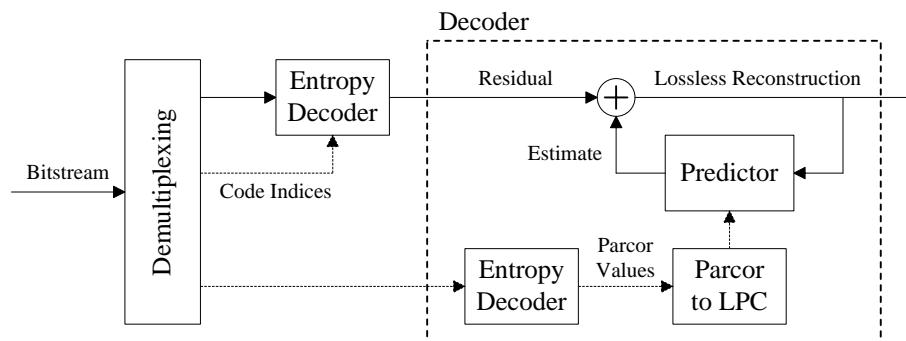 Decoder
Entropy
Decoder
Residual
Lossless Reconstruction
Demultiplexing
Bitstream
Code Indices
Estimate
Predictor
Entropy
Decoder
Parcor
Values
Parcor
to LPC